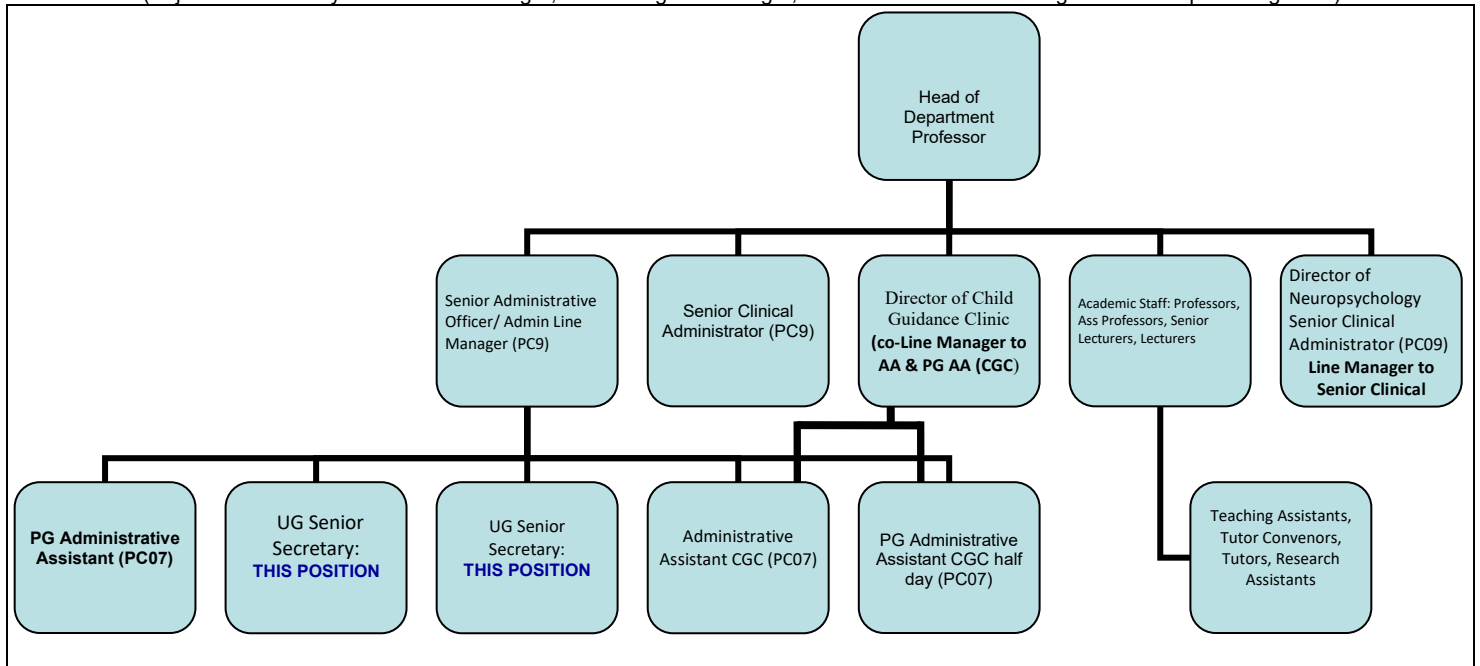 Head of
Department
Professor
Senior Administrative
Officer/ Admin Line
Manager (PC9)
Senior Clinical
Administrator (PC9)
Director of Child
Guidance Clinic
(co-Line Manager to
AA & PG AA (CGC)
Academic Staff: Professors,
Ass Professors, Senior
Lecturers, Lecturers
Director of
Neuropsychology
Senior Clinical
Administrator (PC09)
Line Manager to
Senior Clinical
PG Administrative
Assistant (PC07)
UG Senior
Secretary:
THIS POSITION
UG Senior
Secretary:
THIS POSITION
Administrative
Assistant CGC (PC07)
PG Administrative
Assistant CGC half
day (PC07)
Teaching Assistants,
Tutor Convenors,
Tutors, Research
Assistants